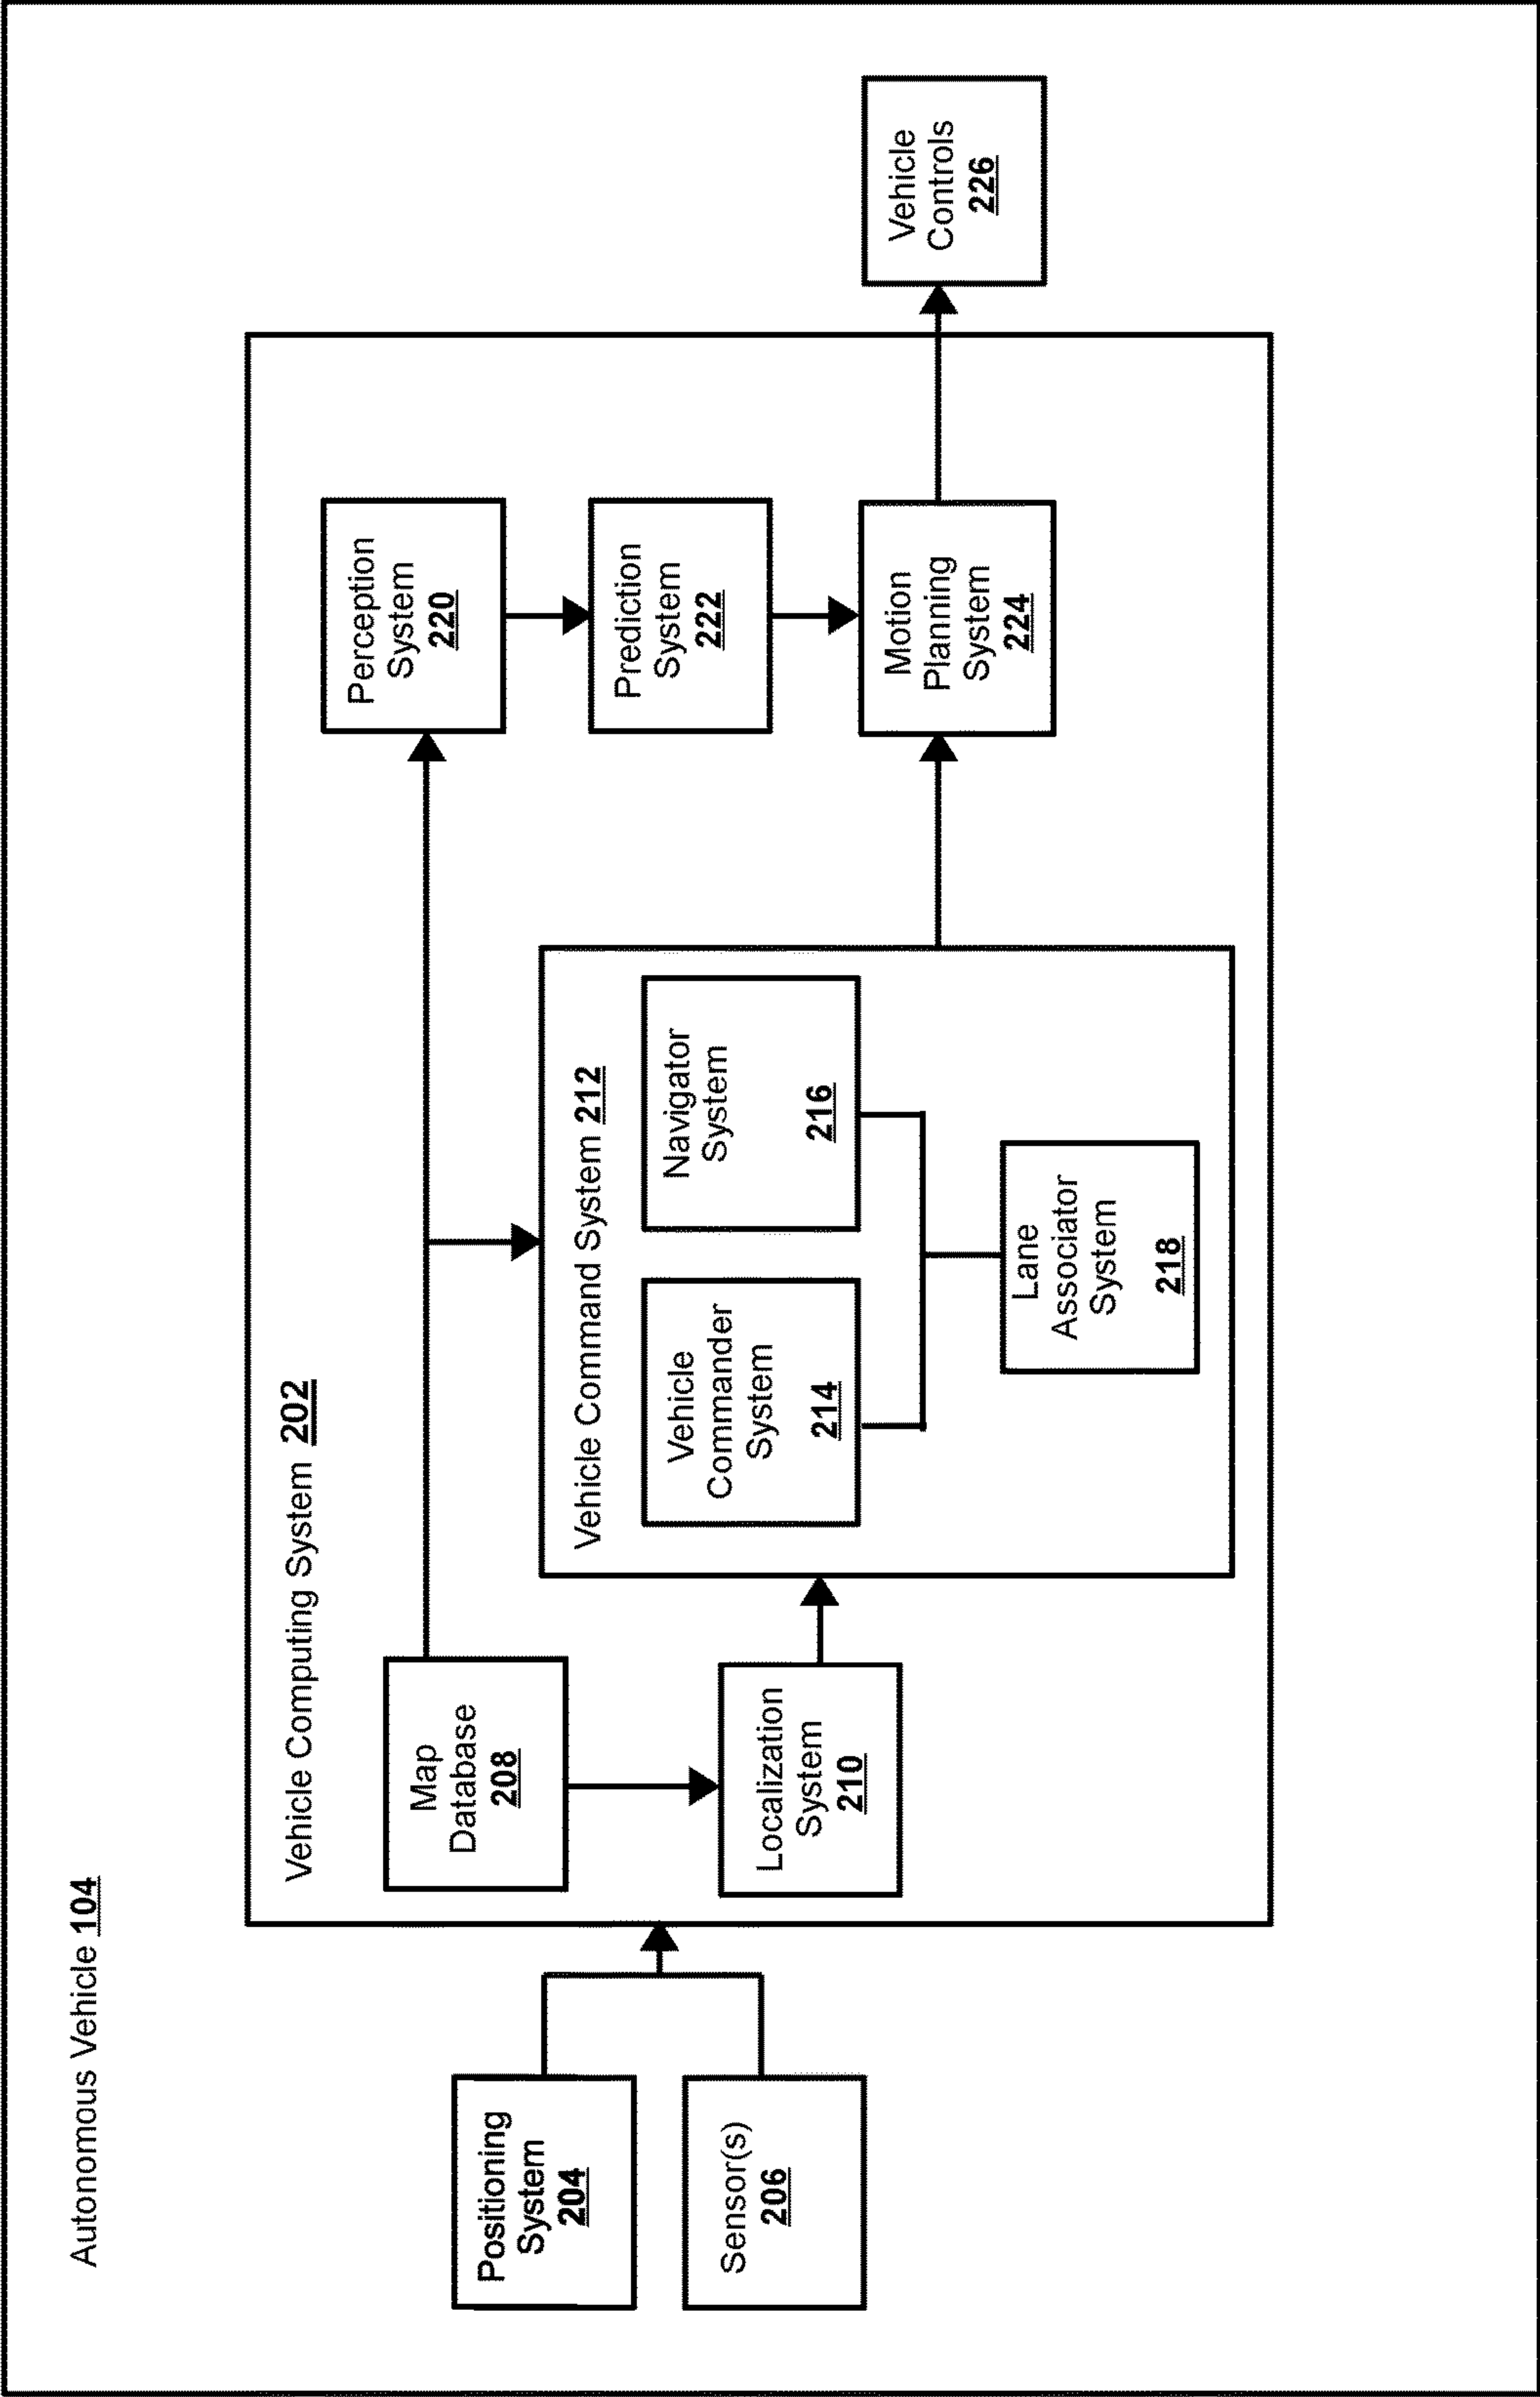 Autonomous Vehicle 104
Vehicle Computing System 202
Positioning
System
204
Sensor(s)
206
Map
Database
208
Localization
System
210
Vehicle Command System 212
Vehicle
Commander
System
214
Navigator
System
216
Lane
Associator
System
218
Perception
System
220
Prediction
System
222
Motion
Planning
System
224
Vehicle
Controls
226